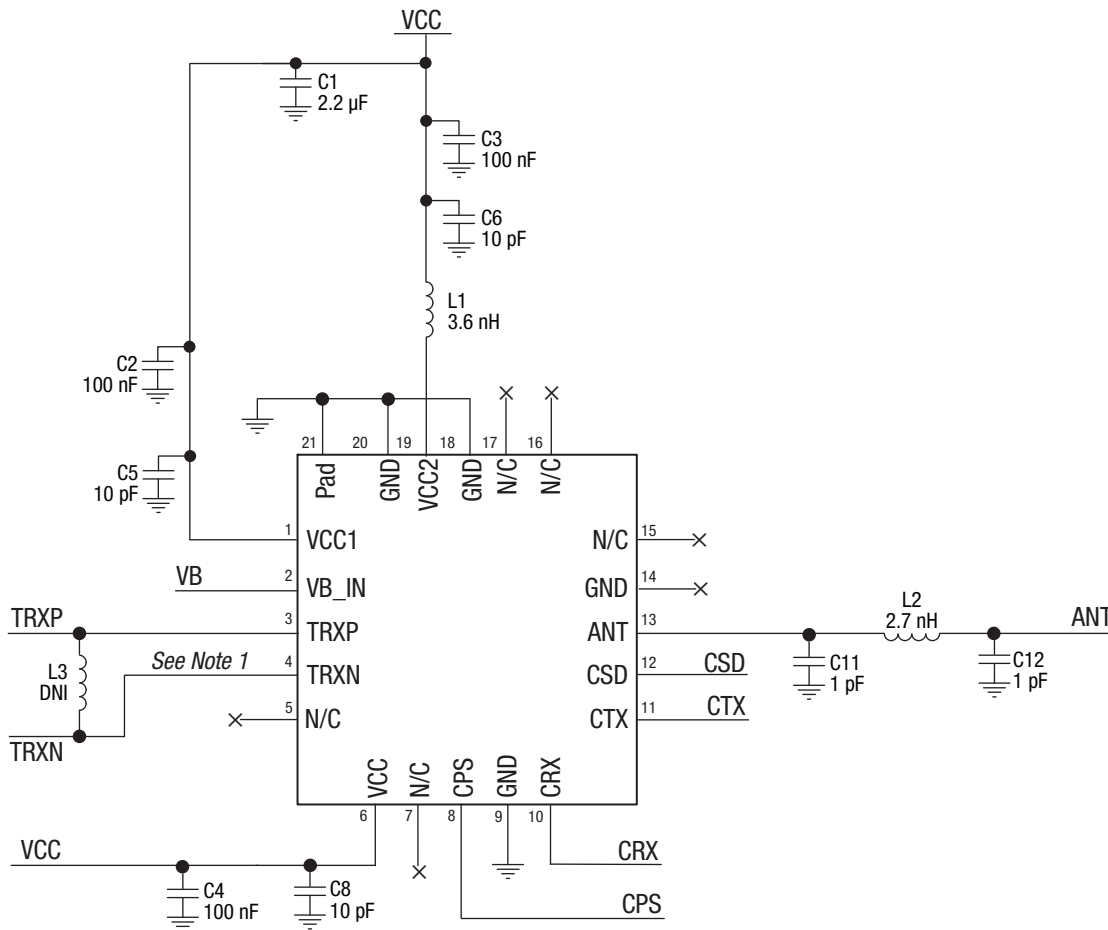 VCC
C1
2.2 µF
C3
100 nF
C6
10 pF
L1
3.6 nH
C2
100 nF
C5
10 pF
21
20
19
18
17
16
Pad
GND
VCC2
GND
N/C
N/C
1
VCC1
N/C
15
VB
2
VB_IN
GND
14
TRXP
3
TRXP
ANT
13
L2
2.7 nH
ANT
C11
1 pF
C12
1 pF
L3
DNI
See Note 1
4
TRXN
CSD
12
CSD
TRXN
5
N/C
CTX
11
CTX
VCC
N/C
CPS
GND
CRX
6
7
8
9
10
VCC
C4
100 nF
C8
10 pF
CRX
CPS